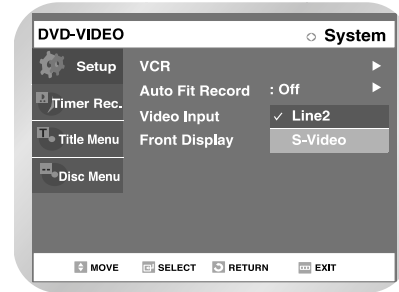 DVD-VIDEO System
Setup
Timer Rec.
Title Menu
Disc Menu
VCR
Auto Fit Record : Off
Video Input ✓ Line2
S-Video
Front Display
MOVE SELECT RETURN EXIT